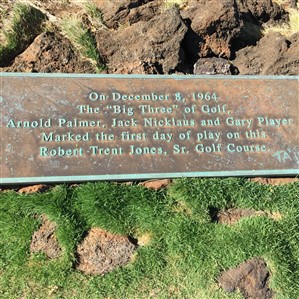 On December 8, 1964.
The "Big Three" of Golf,
Arnold Palmer, Jack Nicklaus and Gary Player
Marked the first day of play on this
Robert Trent Jones, Sr. Golf Course.